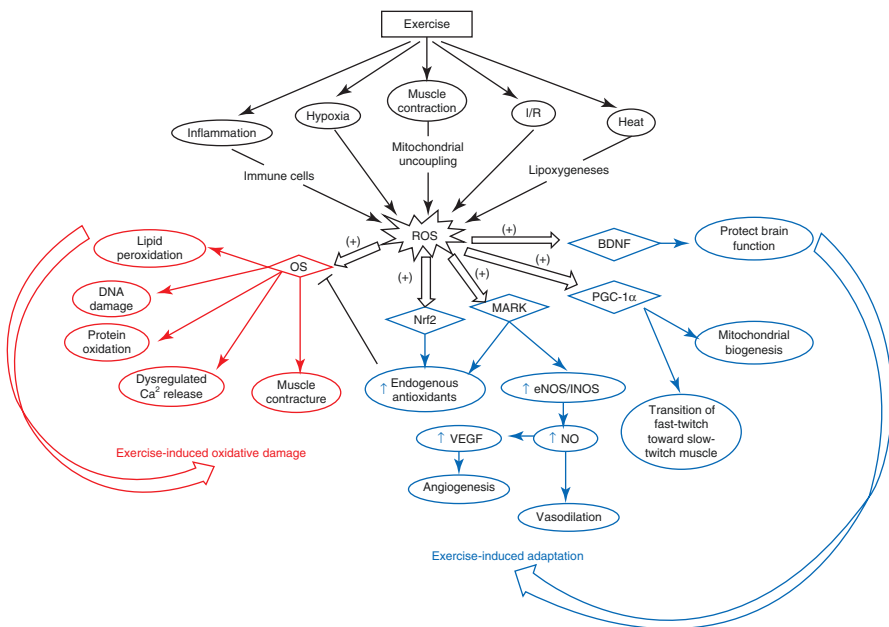 Exercise
Inflammation
Hypoxia
Muscle
contraction
I/R
Heat
Immune cells
Mitochondrial
uncoupling
Lipoxygeneses
ROS
(+)
(+)
(+)
(+)
(+)
Lipid
peroxidation
OS
DNA
damage
Protein
oxidation
Dysregulated
Ca2 release
Muscle
contracture
Exercise-induced oxidative damage
Nrf2
MARK
BDNF
Protect brain
function
PGC-1α
Mitochondrial
biogenesis
Transition of
fast-twitch
toward slow-
twitch muscle
↑ Endogenous
antioxidants
↑ eNOS/INOS
↑ VEGF
↑ NO
Angiogenesis
Vasodilation
Exercise-induced adaptation